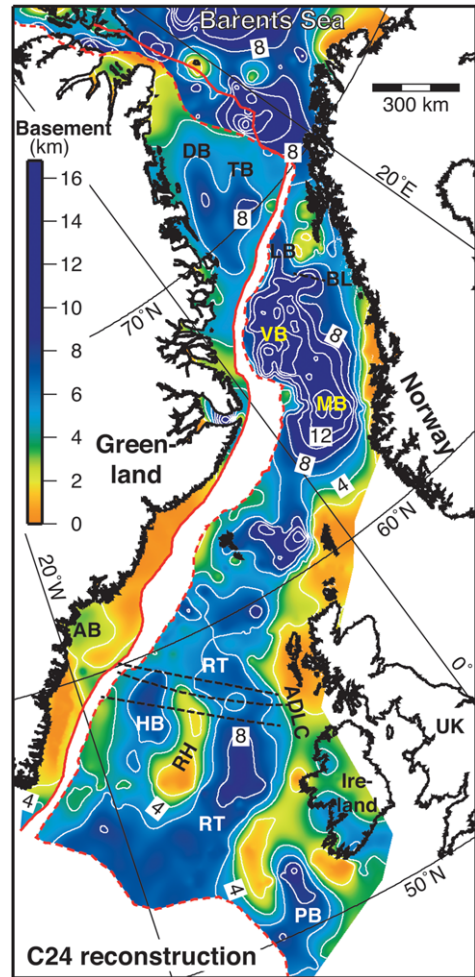 Barents Sea
8
300 km
Basement
(km)
16
14
12
10
8
6
4
2
0
DB
TB
8
8
20°E
LB
BL
70°N
VB
8
MB
12
8
4
Norway
Green-
land
60°N
20°W
AB
RT
0°
ADLC
HB
RH
8
UK
Ire-
land
4
4
RT
4
50°N
PB
C24 reconstruction